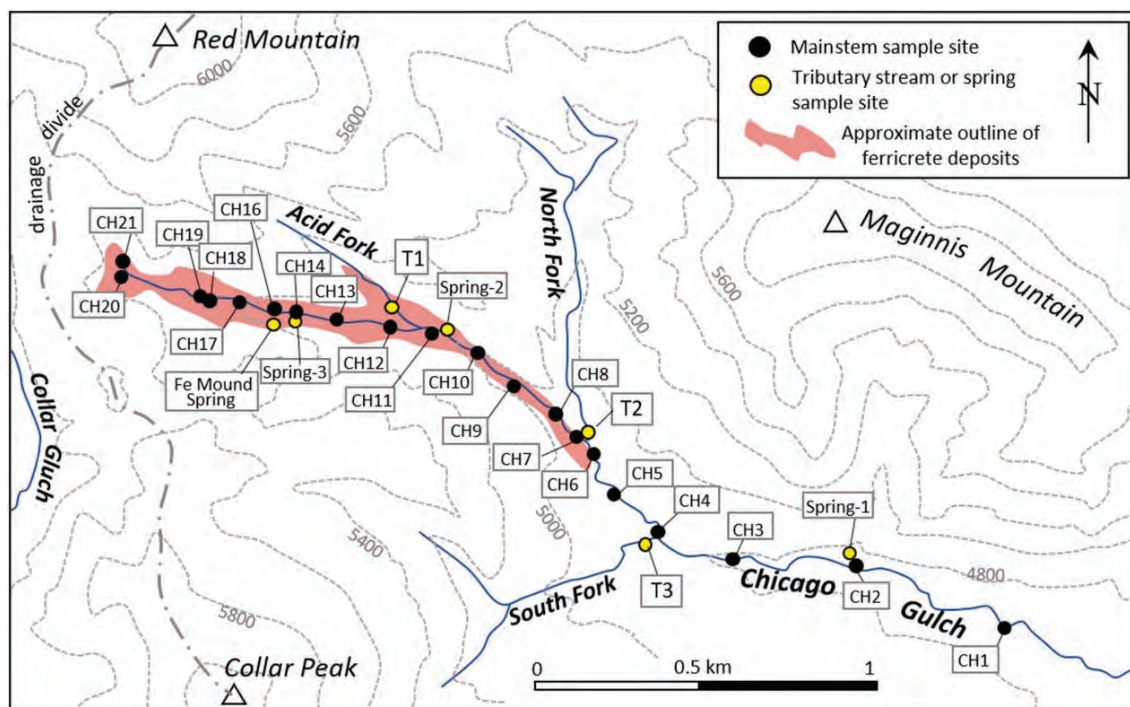 Red Mountain
6000
5600
divide
drainage
Mainstem sample site
Tributary stream or spring
sample site
Approximate outline of
ferricrete deposits
N
CH16
Acid Fork
North Fork
Maginnis Mountain
CH21
CH19
CH18
CH14
T1
CH13
Spring-2
5600
5200
CH20
CH17
Fe Mound
Spring
Spring-3
CH12
CH11
CH10
CH8
T2
CH9
CH7
CH6
CH5
CH4
Collar Gluch
5000
CH3
Spring-1
4800
5400
South Fork
T3
Chicago
Gulch
CH2
CH1
5800
Collar Peak
0
0.5 km
1